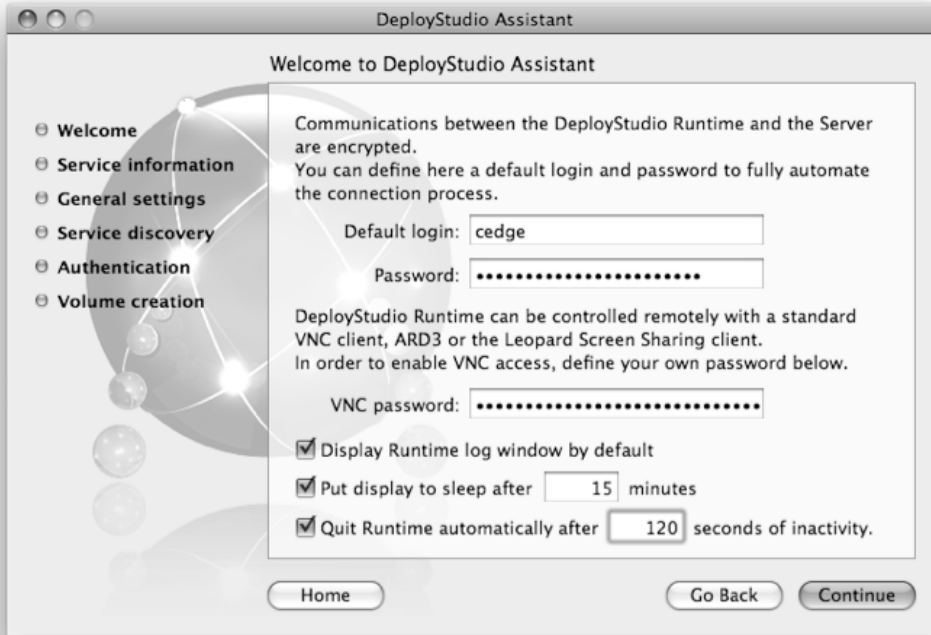 DeployStudio Assistant
Welcome to DeployStudio Assistant
Welcome
Service information
General settings
Service discovery
Authentication
Volume creation
Communications between the DeployStudio Runtime and the Server
are encrypted.
You can define here a default login and password to fully automate
the connection process.
Default login: cedge
Password: •••••••••••••••••••••••
DeployStudio Runtime can be controlled remotely with a standard
VNC client, ARD3 or the Leopard Screen Sharing client.
In order to enable VNC access, define your own password below.
VNC password: •••••••••••••••••••••••••••••
Display Runtime log window by default
Put display to sleep after 15 minutes
Quit Runtime automatically after 120 seconds of inactivity.
Home
Go Back
Continue